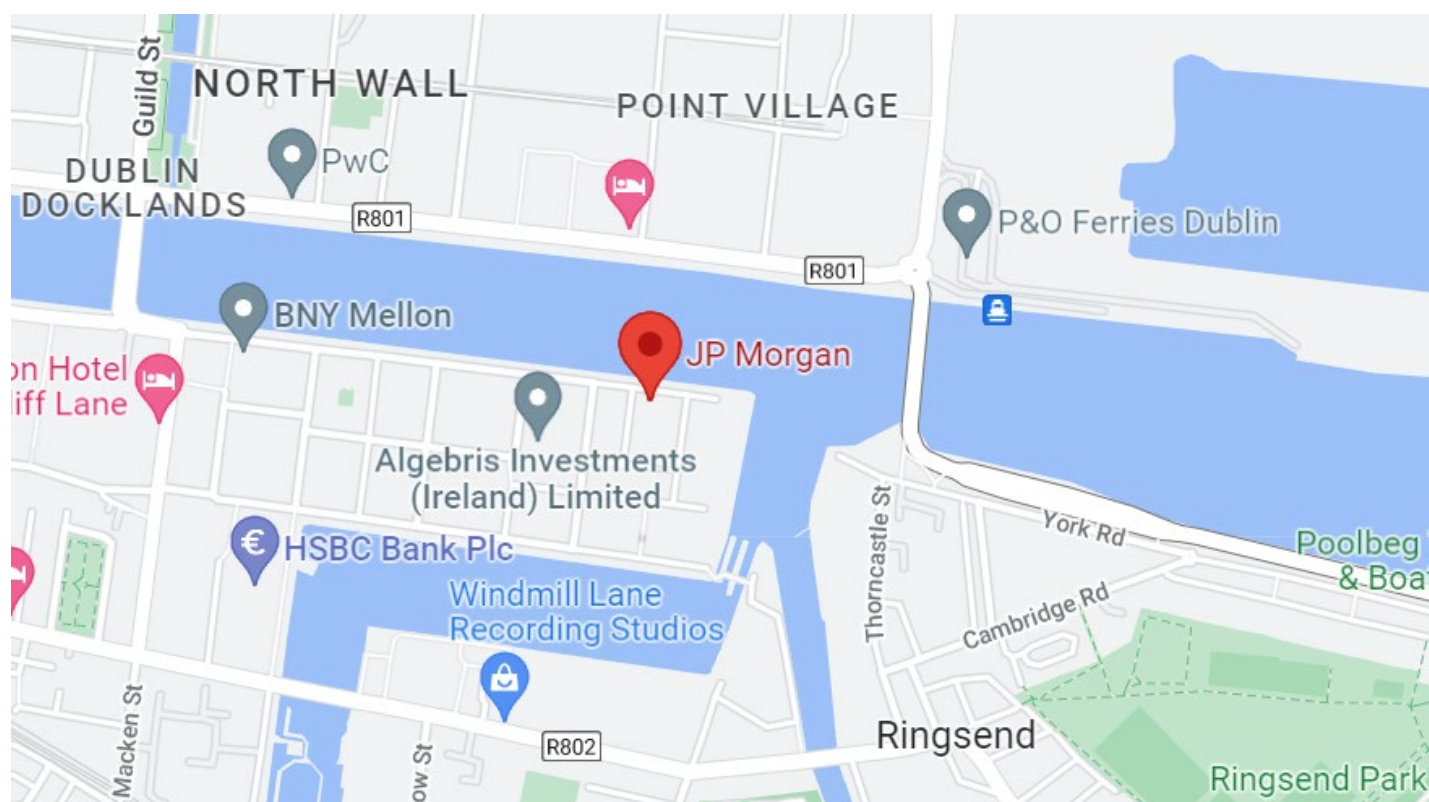 Guild St
NORTH WALL
POINT VILLAGE
PwC
DUBLIN
DOCKLANDS
R801
P&O Ferries Dublin
R801
BNY Mellon
JP Morgan
on Hotel
iff Lane
Algebris Investments
(Ireland) Limited
Thorncastle St
York Rd
HSBC Bank Plc
€
Poolbeg
& Boat
Windmill Lane
Recording Studios
Cambridge Rd
Macken St
ow St
R802
Ringsend
Ringsend Park